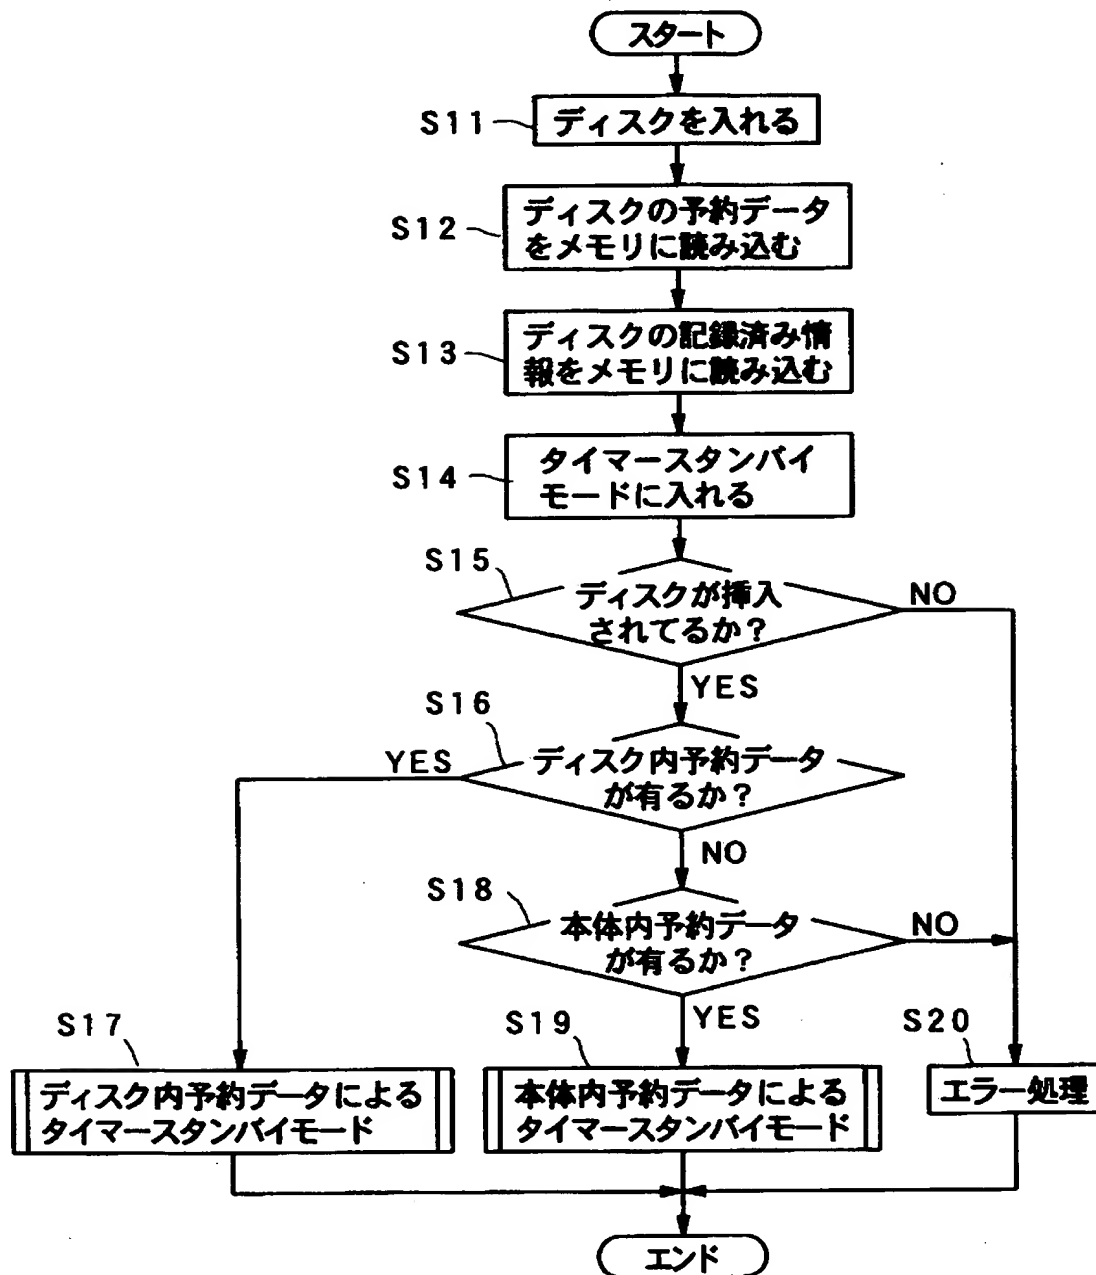 スタート
S11
ディスクを入れる
S12
ディスクの予約データ
をメモリに読み込む
S13
ディスクの記録済み情
報をメモリに読み込む
S14
タイマースタンバイ
モードに入れる
S15
ディスクが挿入
されてるか？
NO
YES
S16
YES
ディスク内予約データ
が有るか？
NO
S18
本体内予約データ
が有るか？
NO
YES
S17
ディスク内予約データによる
タイマースタンバイモード
S19
本体内予約データによる
タイマースタンバイモード
S20
エラー処理
エンド